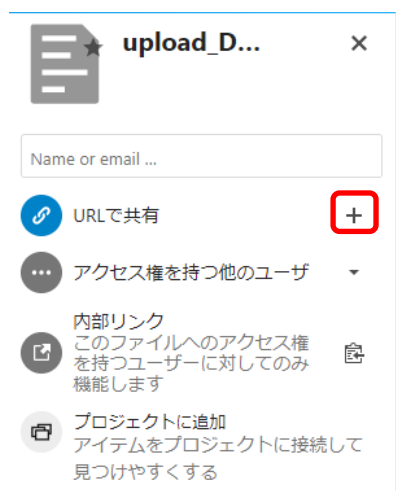 upload_D...
Name or email ...
URLで共有
アクセス権を持つ他のユーザ
内部リンク
このファイルへのアクセス権
を持つユーザーに対してのみ
機能します
プロジェクトに追加
アイテムをプロジェクトに接続して
見つけやすくする